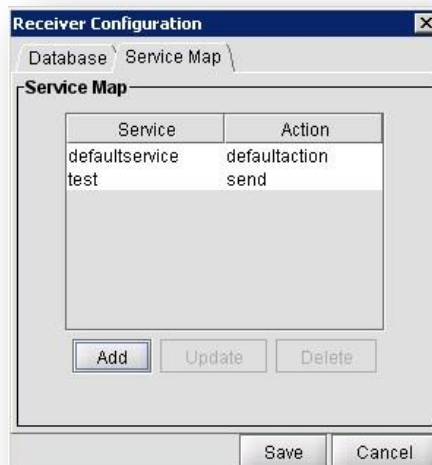 Receiver Configuration
Database Service Map
Service Map
Service Action
defaultservice defaultaction
test send
Add Update Delete
Save Cancel